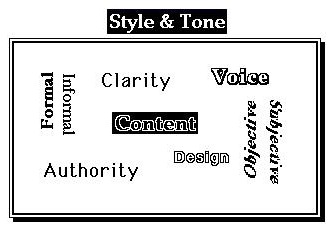 Style & Tone
Formal
Informal
Clarity
Voice
Content
Objective
Subjective
Design
Authority